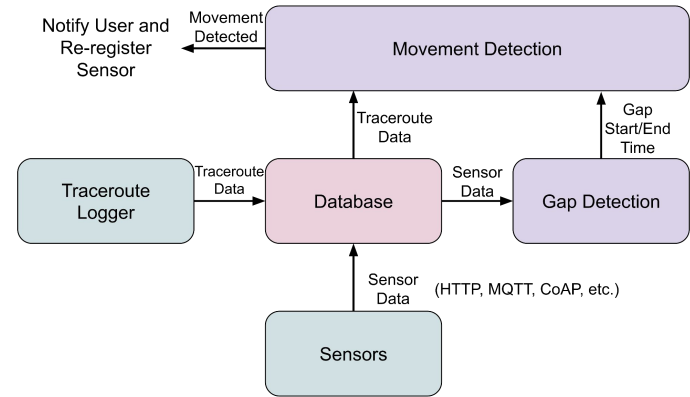 Notify User and
Re-register
Sensor
Movement
Detected
Movement Detection
Traceroute
Data
Gap
Start/End
Time
Traceroute
Logger
Traceroute
Data
Database
Sensor
Data
Gap Detection
Sensor
Data
(HTTP, MQTT, CoAP, etc.)
Sensors